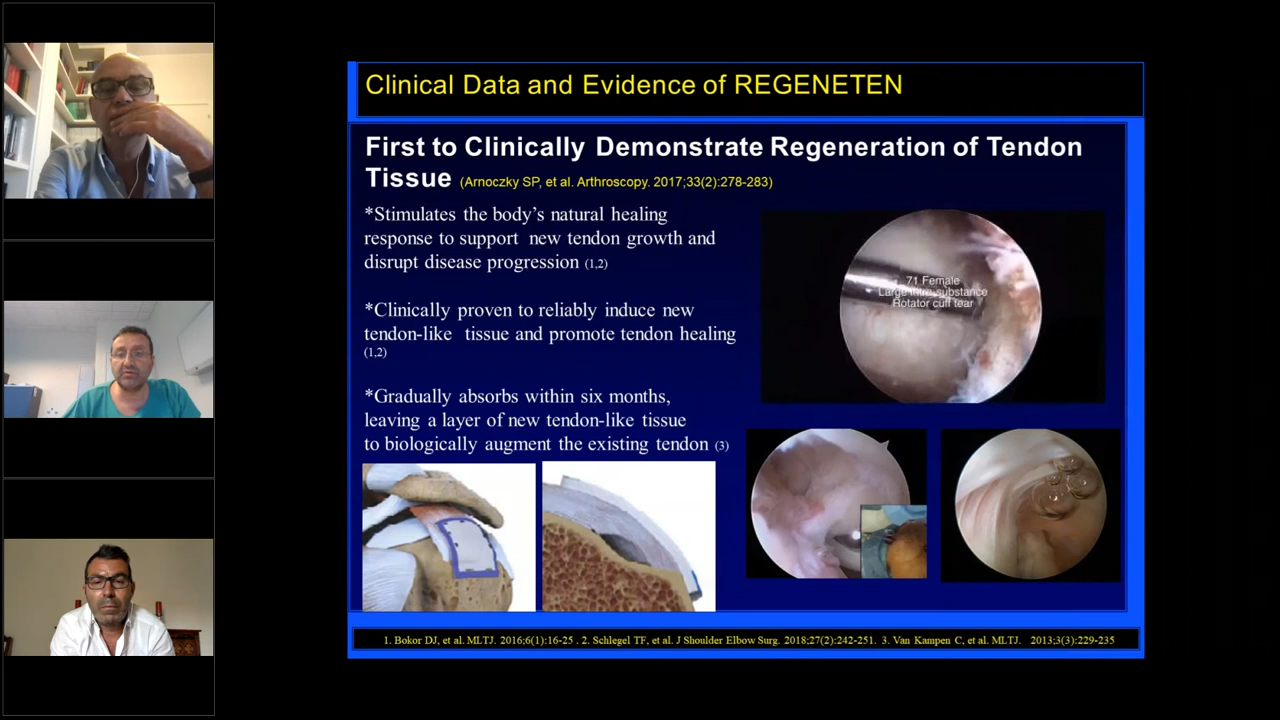 Clinical Data and Evidence of REGENETEN
First to Clinically Demonstrate Regeneration of Tendon
Tissue (Arnoczky SP, et al. Arthroscopy. 2017;33(2):278-283)
*Stimulates the body's natural healing
response to support new tendon growth and
disrupt disease progression (1,2)
*Clinically proven to reliably induce new
tendon-like tissue and promote tendon healing
(1,2)
*Gradually absorbs within six months,
leaving a layer of new tendon-like tissue
to biologically augment the existing tendon (3)
71 Female
Large intra-substance
Rotator cuff tear
1. Bokor DJ, et al. MLTJ. 2016;6(1):16-25 . 2. Schlegel TF, et al. J Shoulder Elbow Surg. 2018;27(2):242-251. 3. Van Kampen C, et al. MLTJ. 2013;3(3):229-235